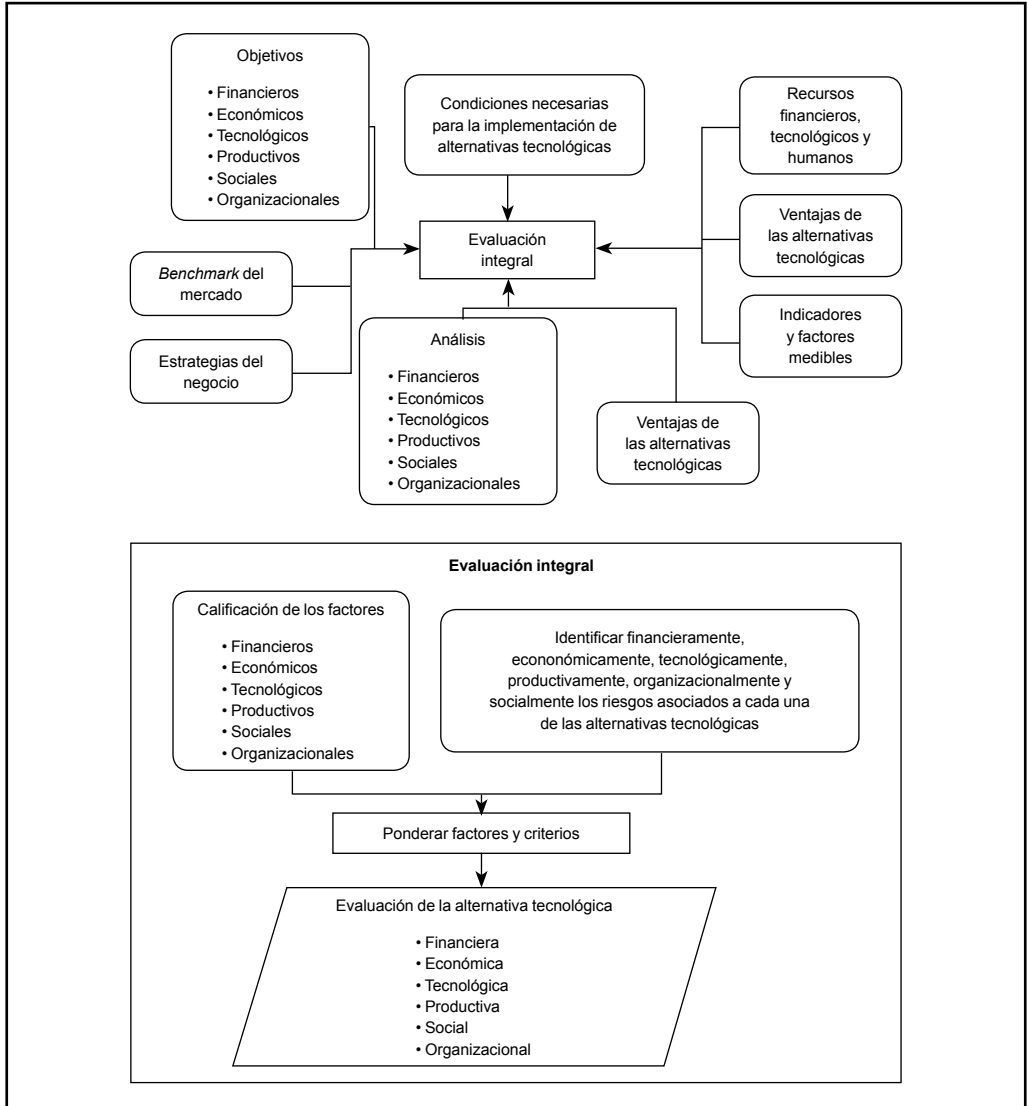 Objetivos
• Financieros
• Económicos
• Tecnológicos
• Productivos
• Sociales
• Organizacionales
Condiciones necesarias
para la implementación de
alternativas tecnológicas
Recursos
financieros,
tecnológicos y
humanos
Evaluación
integral
Ventajas de
las alternativas
tecnológicas
Benchmark del
mercado
Indicadores
y factores
medibles
Estrategias del
negocio
Análisis
• Financieros
• Económicos
• Tecnológicos
• Productivos
• Sociales
• Organizacionales
Ventajas de
las alternativas
tecnológicas
Evaluación integral
Calificación de los factores
• Financieros
• Económicos
• Tecnológicos
• Productivos
• Sociales
• Organizacionales
Identificar financieramente,
econonómicamente, tecnológicamente,
productivamente, organizacionalmente y
socialmente los riesgos asociados a cada una
de las alternativas tecnológicas
Ponderar factores y criterios
Evaluación de la alternativa tecnológica
• Financiera
• Económica
• Tecnológica
• Productiva
• Social
• Organizacional